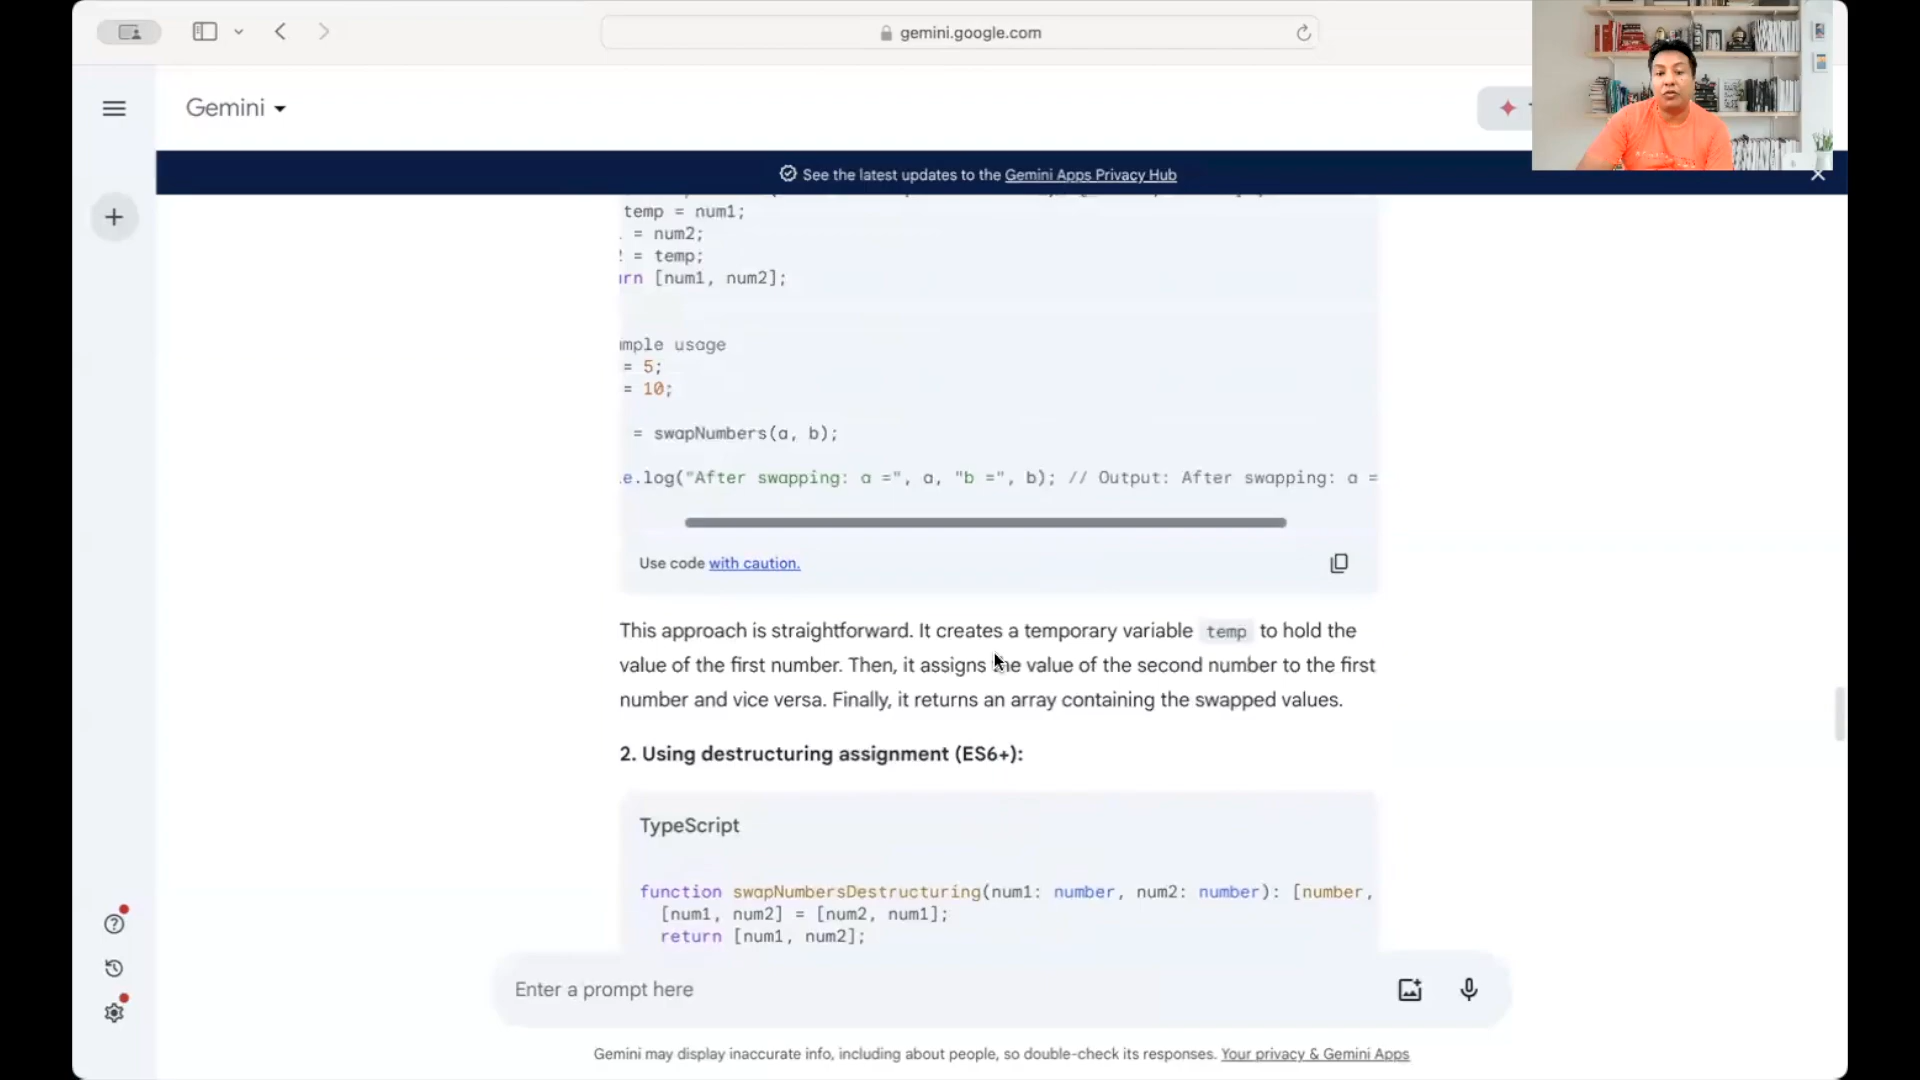 gemini.google.com
Gemini
See the latest updates to the Gemini Apps Privacy Hub
temp = num1;
= num2;
= temp;
rn [num1, num2];
mple usage
= 5;
= 10;
= swapNumbers(a, b);
e.log("After swapping: a =", a, "b =", b); // Output: After swapping: a =
Use code with caution.
This approach is straightforward. It creates a temporary variable temp to hold the
value of the first number. Then, it assigns the value of the second number to the first
number and vice versa. Finally, it returns an array containing the swapped values.
2. Using destructuring assignment (ES6+):
TypeScript
function swapNumbersDestructuring(num1: number, num2: number): [number,
[num1, num2] = [num2, num1];
return [num1, num2];
Enter a prompt here
Gemini may display inaccurate info, including about people, so double-check its responses. Your privacy & Gemini Apps